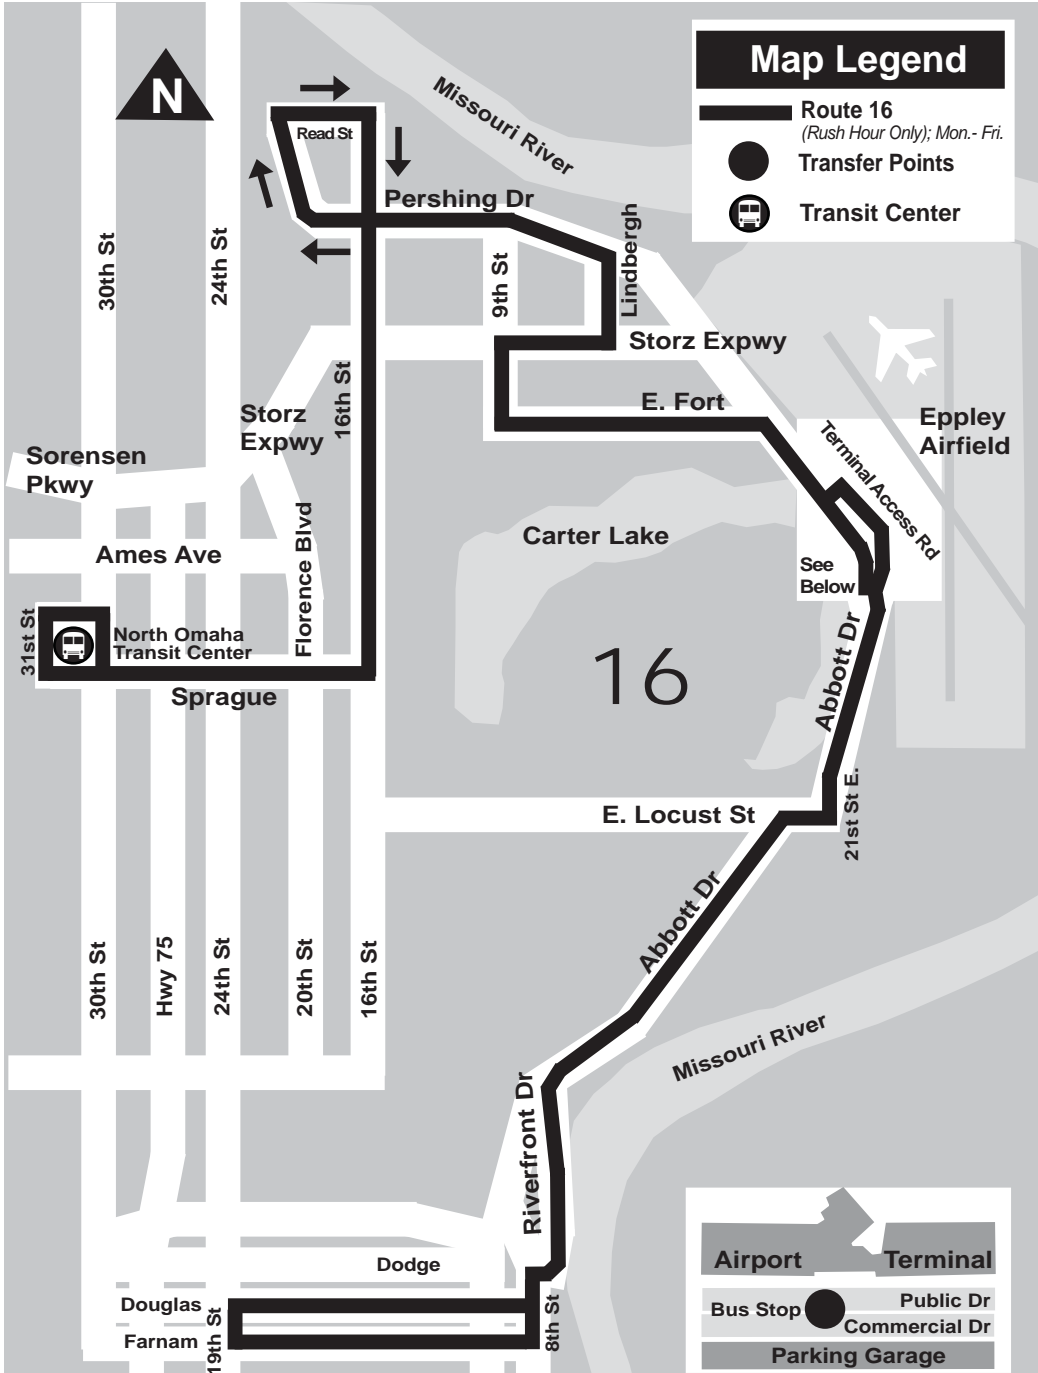 Map Legend
Route 16
(Rush Hour Only); Mon.- Fri.
Transfer Points
Transit Center
N
Missouri River
Read St
Pershing Dr
30th St
24th St
9th St
Lindbergh
Storz Expwy
16th St
E. Fort
Storz
Expwy
Eppley
Airfield
Sorensen
Pkwy
Terminal Access Rd
Florence Blvd
Carter Lake
Ames Ave
See
Below
31st St
North Omaha
Transit Center
Abbott Dr
16
Sprague
21st St E.
E. Locust St
Abbott Dr
30th St
Hwy 75
24th St
20th St
16th St
Missouri River
Riverfront Dr
Dodge
Douglas
Farnam
19th St
8th St
Airport
Terminal
Bus Stop
Public Dr
Commercial Dr
Parking Garage